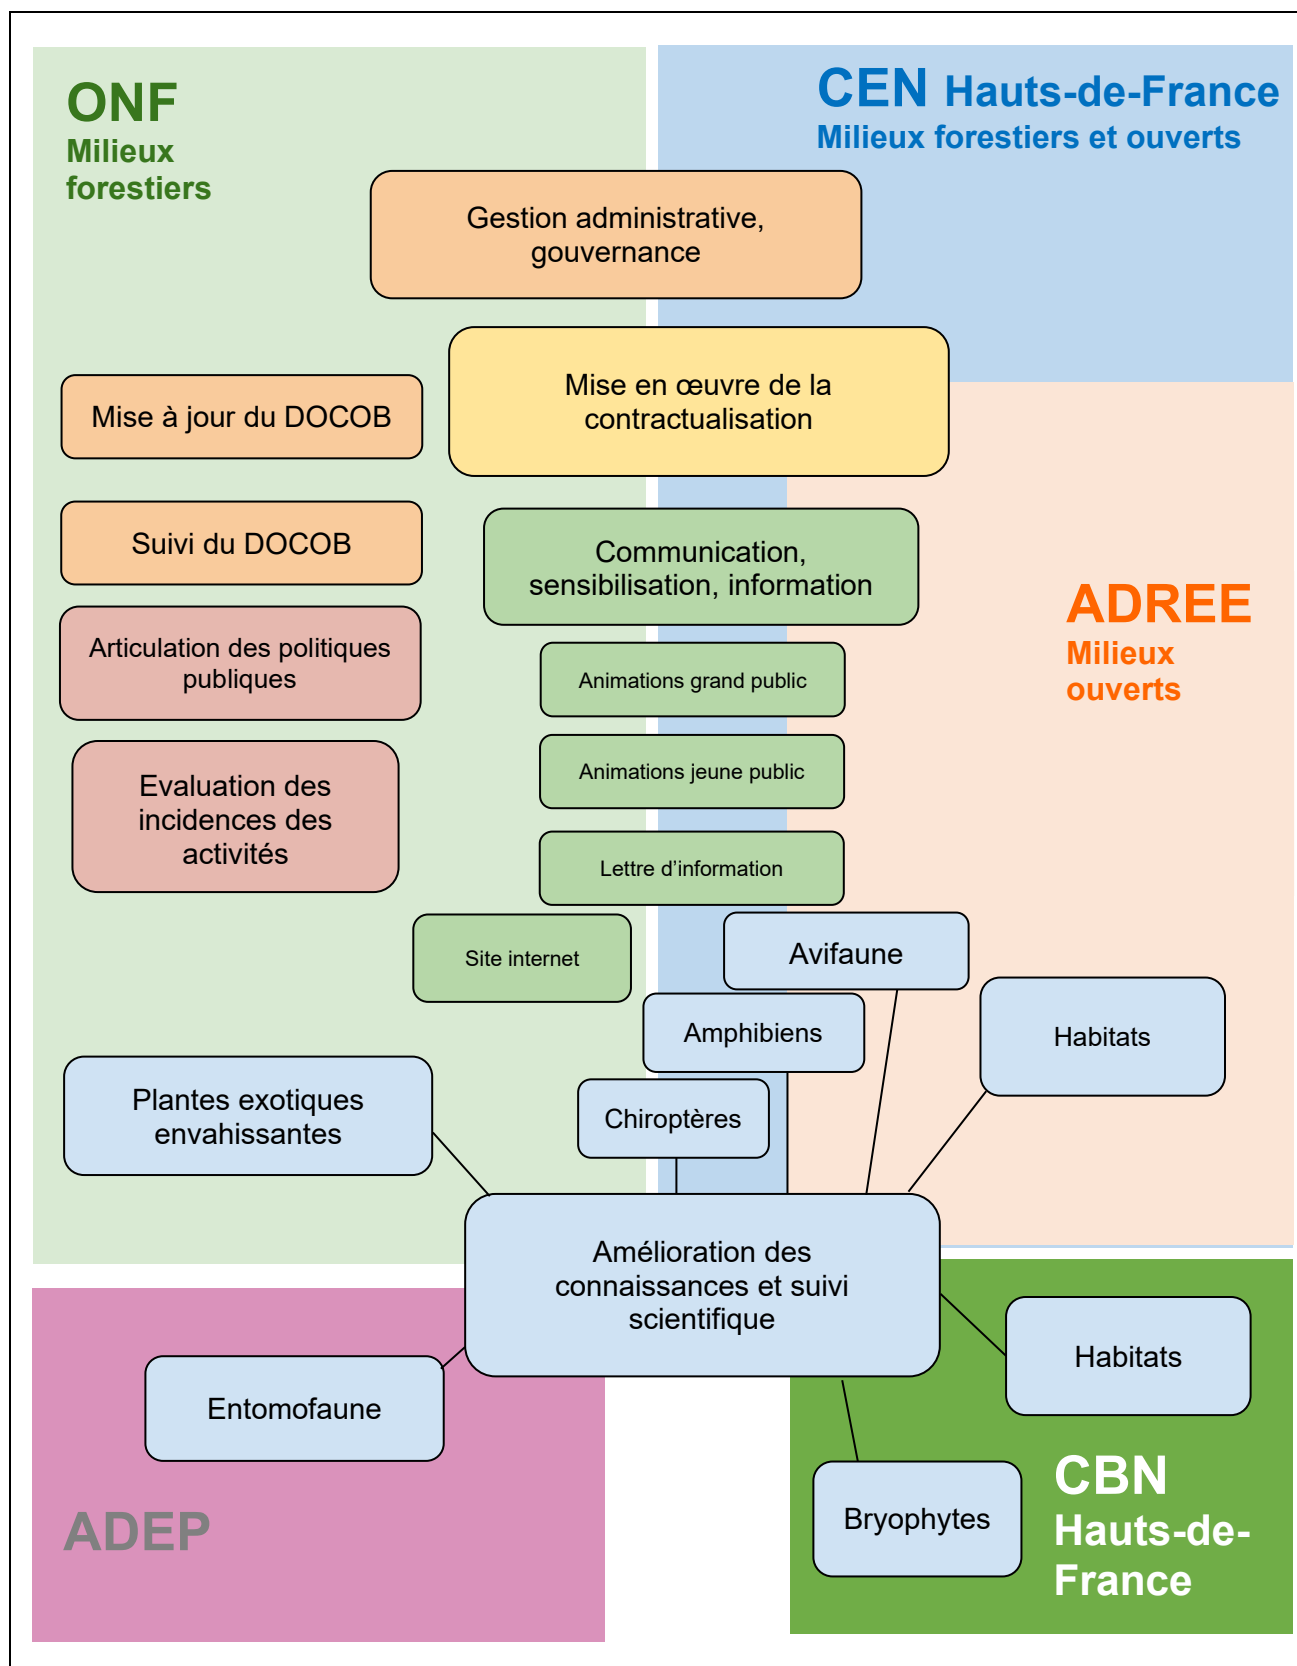 ONF
Milieux
forestiers
CEN Hauts-de-France
Milieux forestiers et ouverts
Gestion administrative,
gouvernance
Mise en œuvre de la
contractualisation
Mise à jour du DOCOB
Suivi du DOCOB
Communication,
sensibilisation, information
ADREE
Milieux
ouverts
Articulation des politiques
publiques
Animations grand public
Evaluation des
incidences des
activités
Animations jeune public
Lettre d’information
Site internet
Avifaune
Amphibiens
Habitats
Plantes exotiques
envahissantes
Chiroptères
Amélioration des
connaissances et suivi
scientifique
Habitats
Entomofaune
CBN
Hauts-de-
France
Bryophytes
ADEP